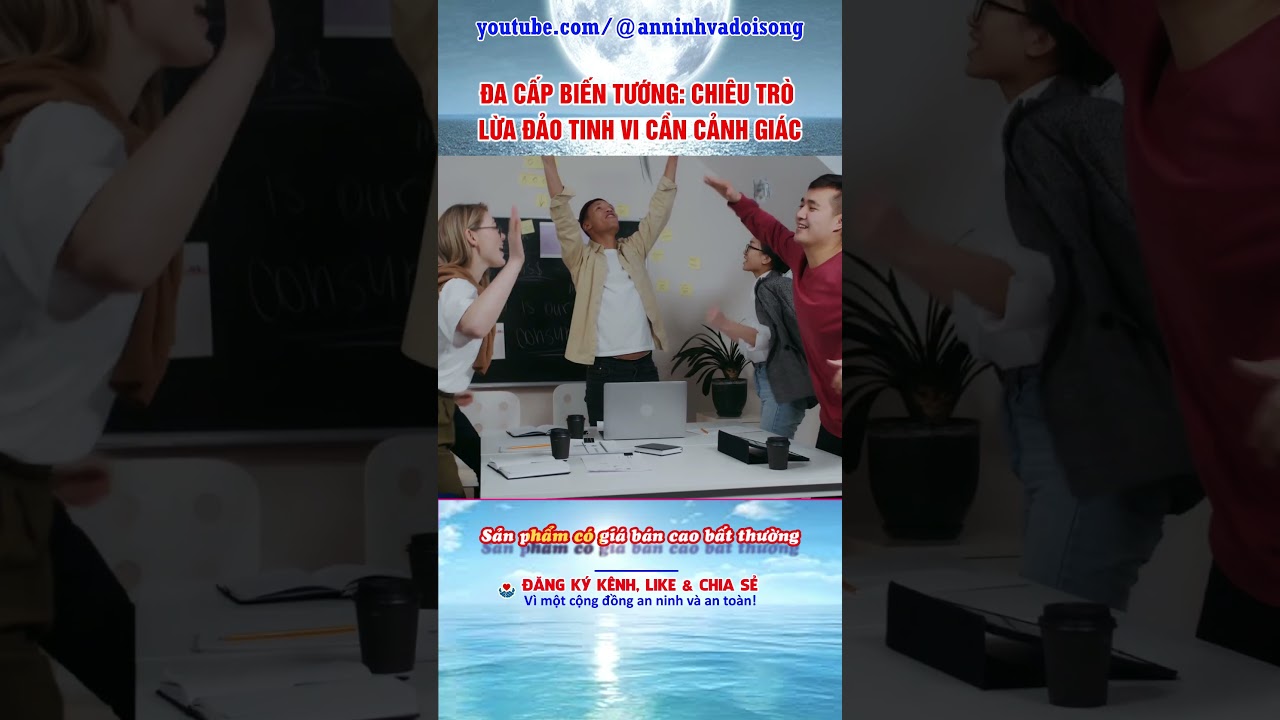 youtube.com/@anninhvadoisong
ĐA CẤP BIẾN TƯỚNG: CHIÊU TRÒ
LỪA ĐẢO TINH VI CẦN CẢNH GIÁC
Sản phẩm có giá bán cao bất thường
ĐĂNG KÝ KÊNH, LIKE & CHIA SẺ
Vì một cộng đồng an ninh và an toàn!